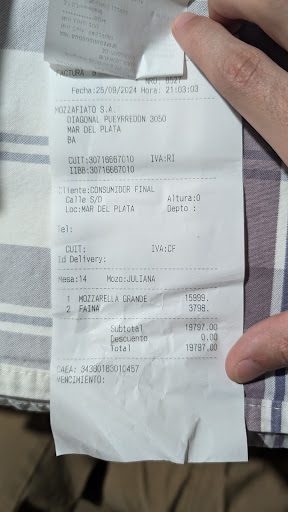 FACTURA B
Fecha:25/09/2024 Hora: 21:03:03
MOZZAFIATO S.A.
DIAGONAL PUEYRREDON 3050
MAR DEL PLATA
BA
CUIT:30716667010 IVA:RI
IIBB:30716667010
Cliente:CONSUMIDOR FINAL
Calle S/D Altura:0
Loc:MAR DEL PLATA Depto :
Tel:
CUIT: IVA:CF
Id Delivery:
Mesa:14 Mozo:JULIANA
1 MOZZARELLA GRANDE 15999.
2 FAINA 3798.
Subtotal 19797.00
Descuento 0.00
Total 19797.00
CAEA: 34380163010457
VENCIMIENTO: